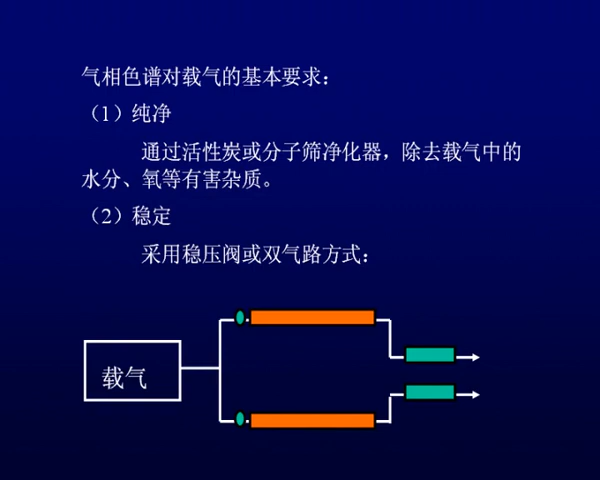 气相色谱对载气的基本要求：
（1）纯净
通过活性炭或分子筛净化器，除去载气中的
水分、氧等有害杂质。
（2）稳定
采用稳压阀或双气路方式：
载气